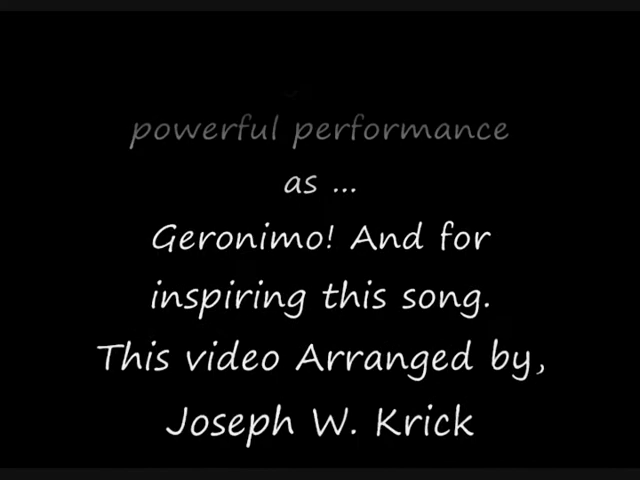 powerful performance
as ...
Geronimo! And for
inspiring this song.
This video Arranged by,
Joseph W. Krick